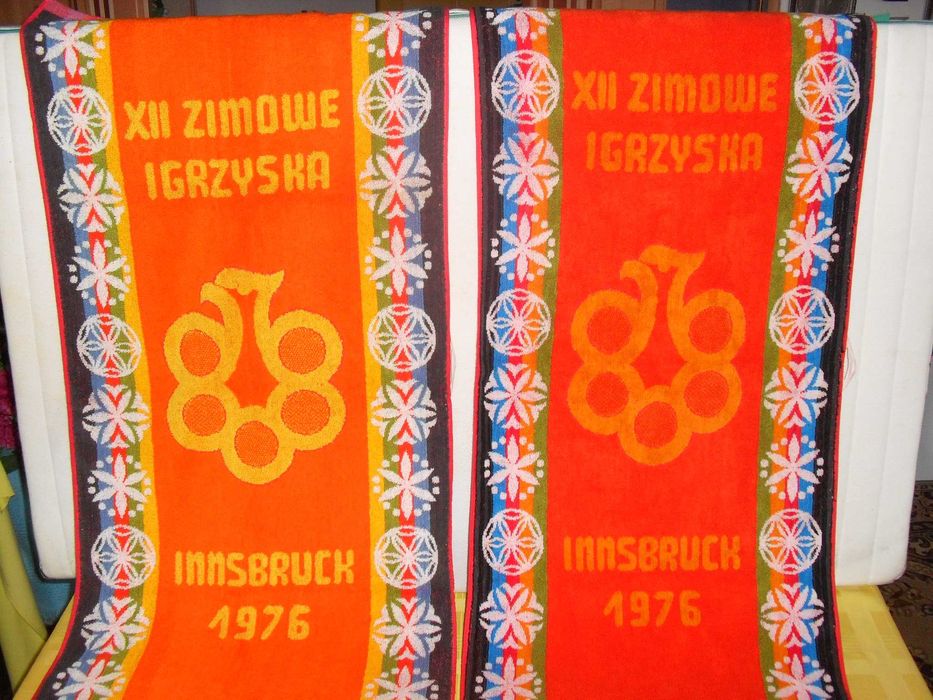 XII ZIMOWE
IGRZYSKA
INNSBRUCK
1976
XII ZIMOWE
IGRZYSKA
INNSBRUCK
1976